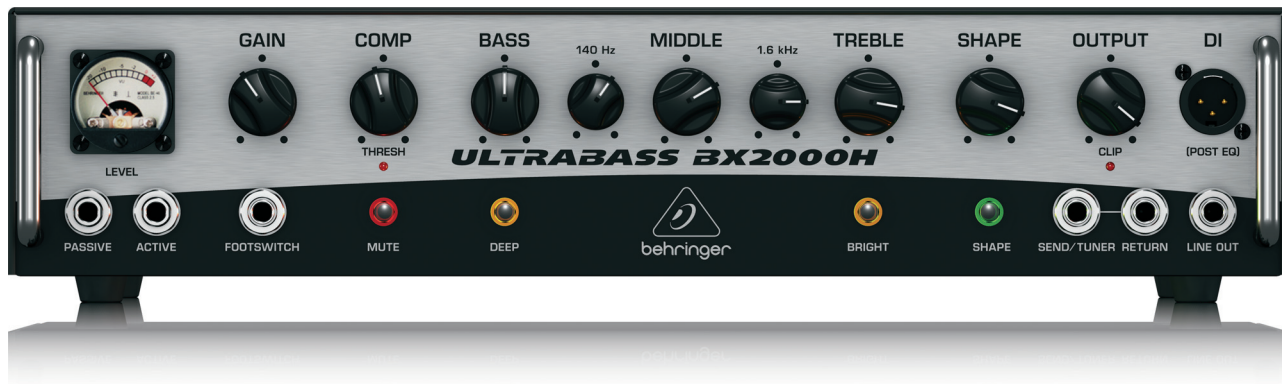 GAIN
COMP
BASS
140 Hz
MIDDLE
1.6 kHz
TREBLE
SHAPE
OUTPUT
DI
THRESH
CLIP
(POST EQ)
LEVEL
ULTRABASS BX2000H
PASSIVE
ACTIVE
FOOTSWITCH
MUTE
DEEP
behringer
BRIGHT
SHAPE
SEND/TUNER
RETURN
LINE OUT